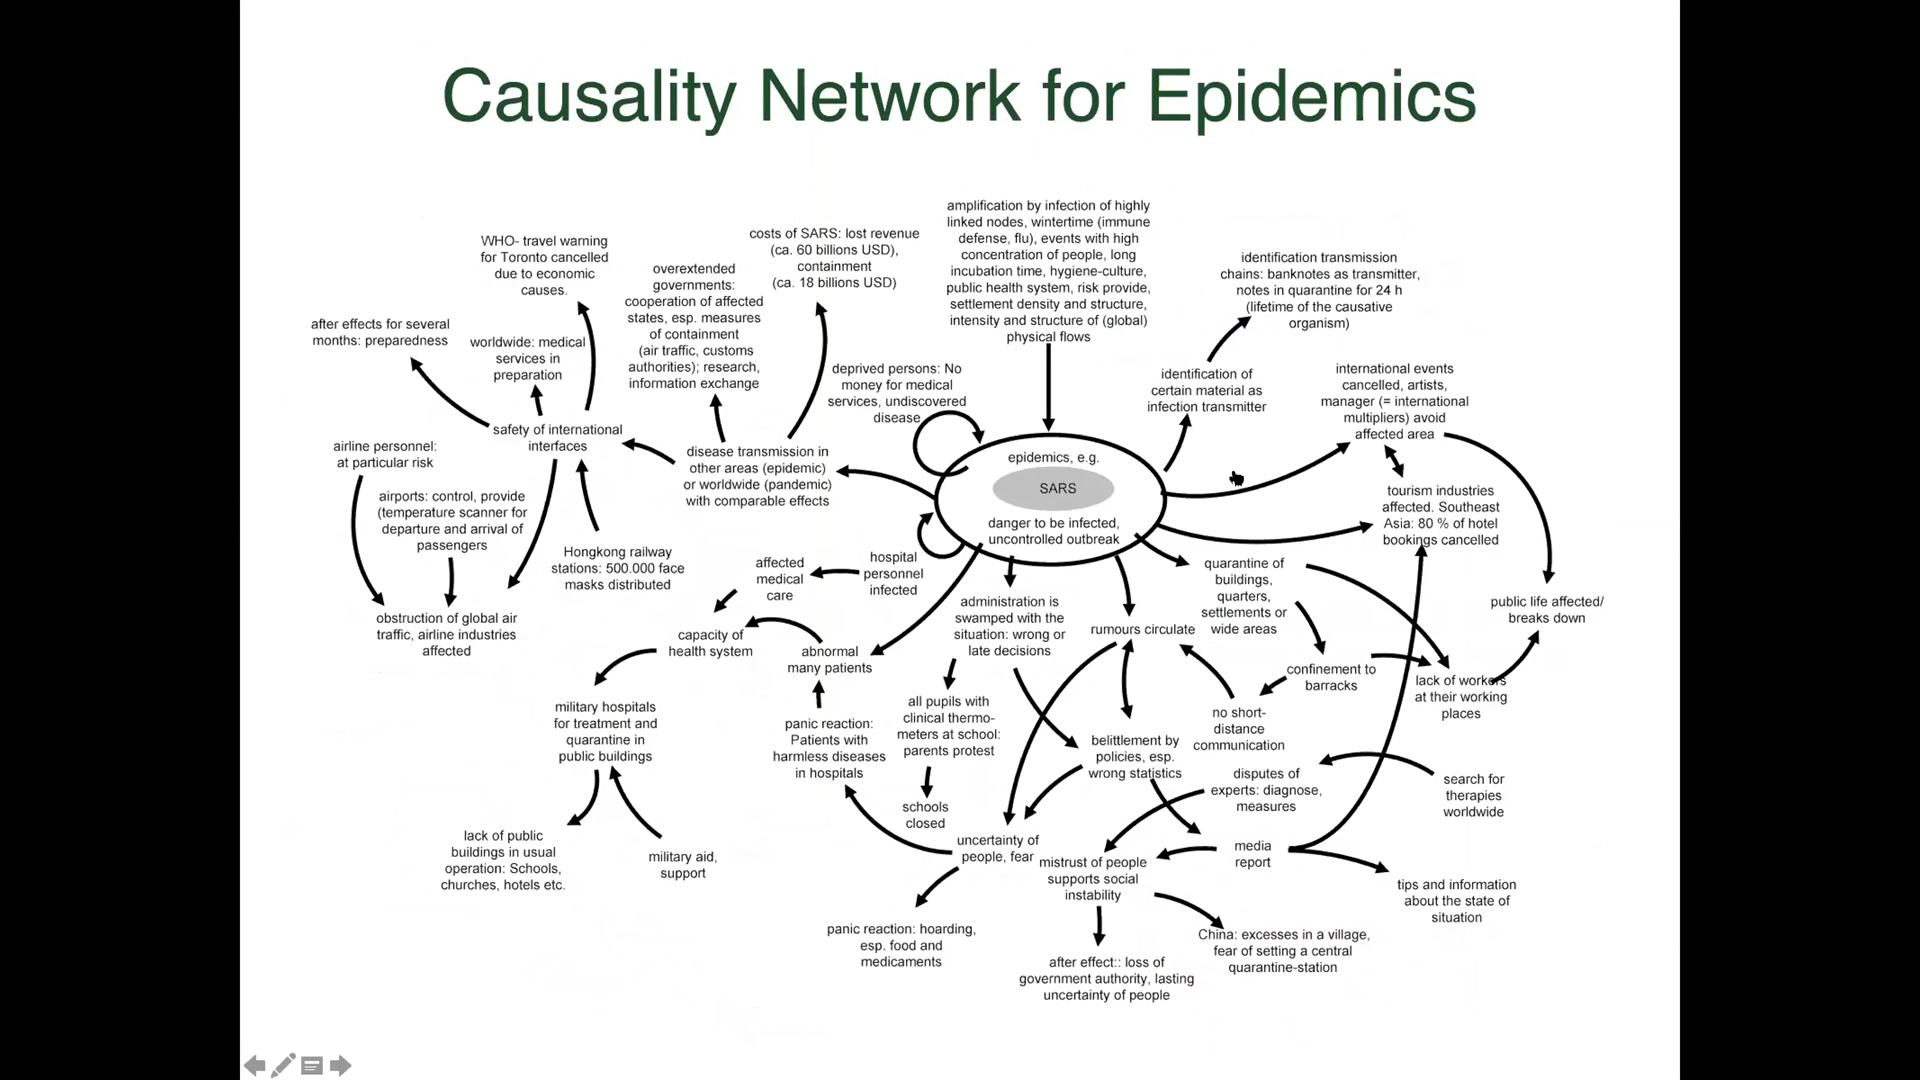 Causality Network for Epidemics
amplification by infection of highly
linked nodes, wintertime (immune
defense, flu), events with high
concentration of people, long
incubation time, hygiene-culture,
public health system, risk provide,
settlement density and structure,
intensity and structure of (global)
physical flows
costs of SARS: lost revenue
(ca. 60 billions USD),
containment
(ca. 18 billions USD)
WHO- travel warning
for Toronto cancelled
due to economic
causes.
overextended
governments:
cooperation of affected
states, esp. measures
of containment
(air traffic, customs
authorities); research,
information exchange
identification transmission
chains: banknotes as transmitter,
notes in quarantine for 24 h
(lifetime of the causative
organism)
after effects for several
months: preparedness
worldwide: medical
services in
preparation
deprived persons: No
money for medical
services, undiscovered
disease
identification of
certain material as
infection transmitter
international events
cancelled, artists,
manager (= international
multipliers) avoid
affected area
safety of international
interfaces
airline personnel:
at particular risk
disease transmission in
other areas (epidemic)
or worldwide (pandemic)
with comparable effects
epidemics, e.g.
SARS
danger to be infected,
uncontrolled outbreak
tourism industries
affected. Southeast
Asia: 80 % of hotel
bookings cancelled
airports: control, provide
(temperature scanner for
departure and arrival of
passengers
Hongkong railway
stations: 500.000 face
masks distributed
affected
medical
care
hospital
personnel
infected
quarantine of
buildings,
quarters,
settlements or
wide areas
public life affected/
breaks down
administration is
swamped with the
situation: wrong or
late decisions
rumours circulate
obstruction of global air
traffic, airline industries
affected
capacity of
health system
abnormal
many patients
confinement to
barracks
lack of workers
at their working
places
military hospitals
for treatment and
quarantine in
public buildings
panic reaction:
Patients with
harmless diseases
in hospitals
all pupils with
clinical thermo-
meters at school:
parents protest
no short-
distance
communication
belittlement by
policies, esp.
wrong statistics
disputes of
experts: diagnose,
measures
search for
therapies
worldwide
schools
closed
lack of public
buildings in usual
operation: Schools,
churches, hotels etc.
military aid,
support
uncertainty of
people, fear
mistrust of people
supports social
instability
media
report
tips and information
about the state of
situation
panic reaction: hoarding,
esp. food and
medicaments
China: excesses in a village,
fear of setting a central
quarantine-station
after effect:: loss of
government authority, lasting
uncertainty of people